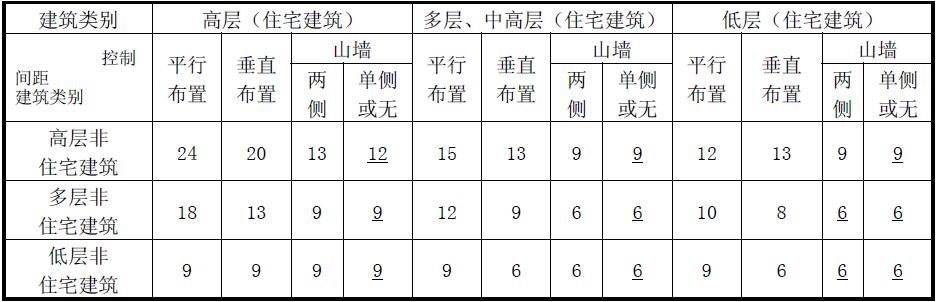 建筑类别 高层（住宅建筑） 多层、中高层（住宅建筑） 低层（住宅建筑）
控制 平行 垂直 山墙 平行 垂直 山墙 平行 垂直 山墙
间距 布置 布置 两 单侧 布置 布置 两 单侧 布置 布置 两 单侧
建筑类别 侧 或无 侧 或无 侧 或无
高层非
住宅建筑 24 20 13 12 15 13 9 9 12 13 9 9
多层非
住宅建筑 18 13 9 9 12 9 6 6 10 8 6 6
低层非
住宅建筑 9 9 9 9 9 6 6 6 9 6 6 6